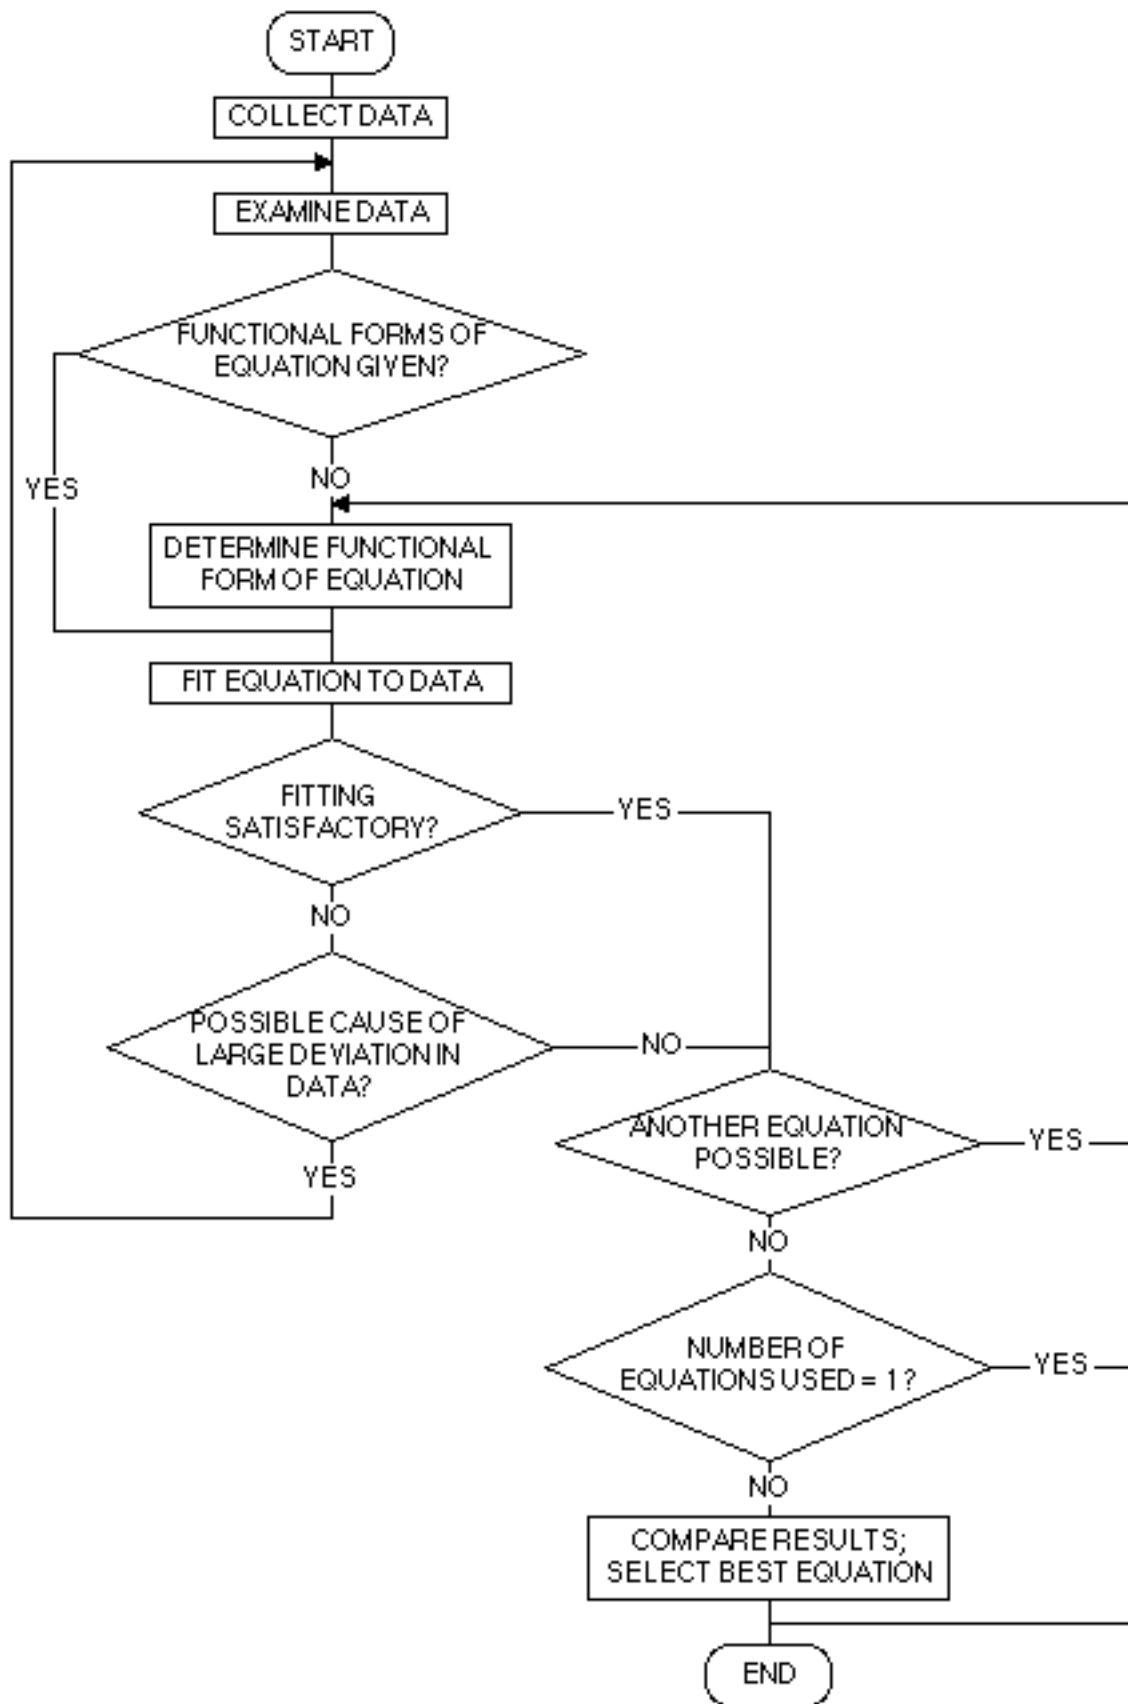 START
COLLECT DATA
EXAMINE DATA
FUNCTIONAL FORMS OF
EQUATION GIVEN?
YES
NO
DETERMINE FUNCTIONAL
FORM OF EQUATION
FIT EQUATION TO DATA
FITTING
SATISFACTORY?
YES
NO
POSSIBLE CAUSE OF
LARGE DEVIATION IN
DATA?
NO
YES
ANOTHER EQUATION
POSSIBLE?
YES
NO
NUMBER OF
EQUATIONS USED = 1?
YES
NO
COMPARE RESULTS;
SELECT BEST EQUATION
END